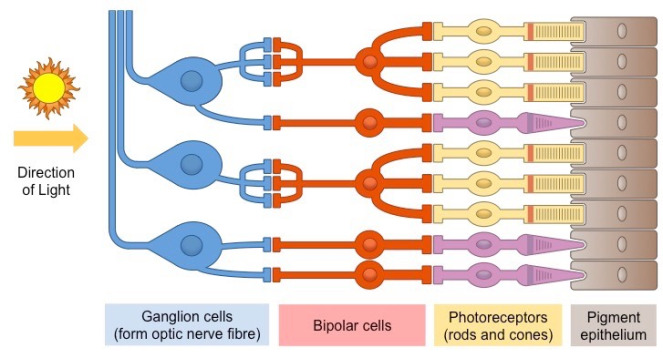 Direction
of Light
Ganglion cells
(form optic nerve fibre)
Bipolar cells
Photoreceptors
(rods and cones)
Pigment
epithelium